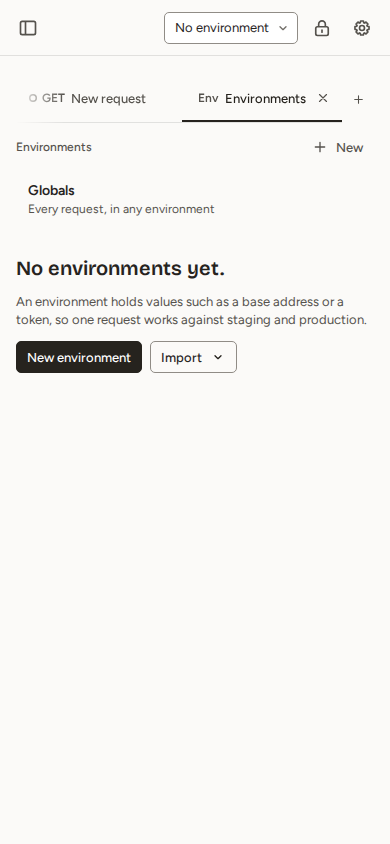 No environment
GET New request
Env Environments
Environments
New
Globals
Every request, in any environment
No environments yet.
An environment holds values such as a base address or a
token, so one request works against staging and production.
New environment
Import